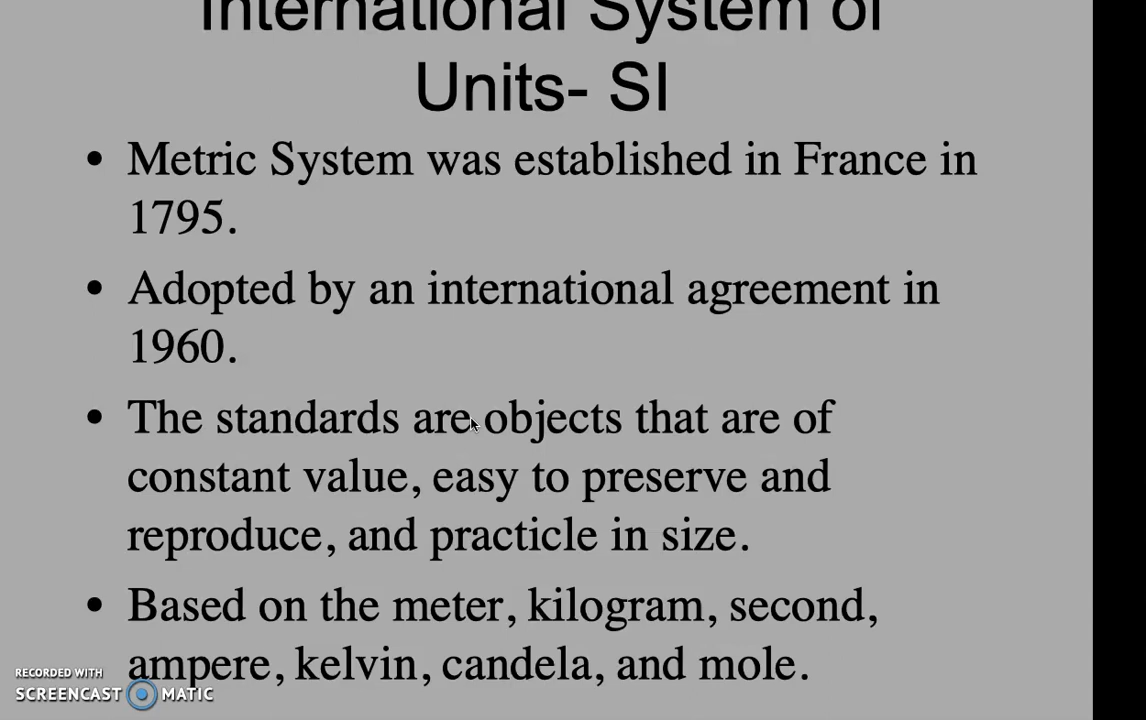 International System of
Units- SI
• Metric System was established in France in
1795.
• Adopted by an international agreement in
1960.
• The standards are objects that are of
constant value, easy to preserve and
reproduce, and practicle in size.
• Based on the meter, kilogram, second,
ampere, kelvin, candela, and mole.
RECORDED WITH
SCREENCAST MATIC